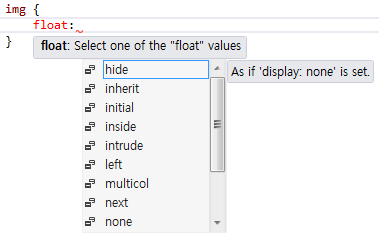 img {
float:
}
float: Select one of the "float" values
hide
As if 'display: none' is set.
inherit
initial
inside
intrude
left
multicol
next
none